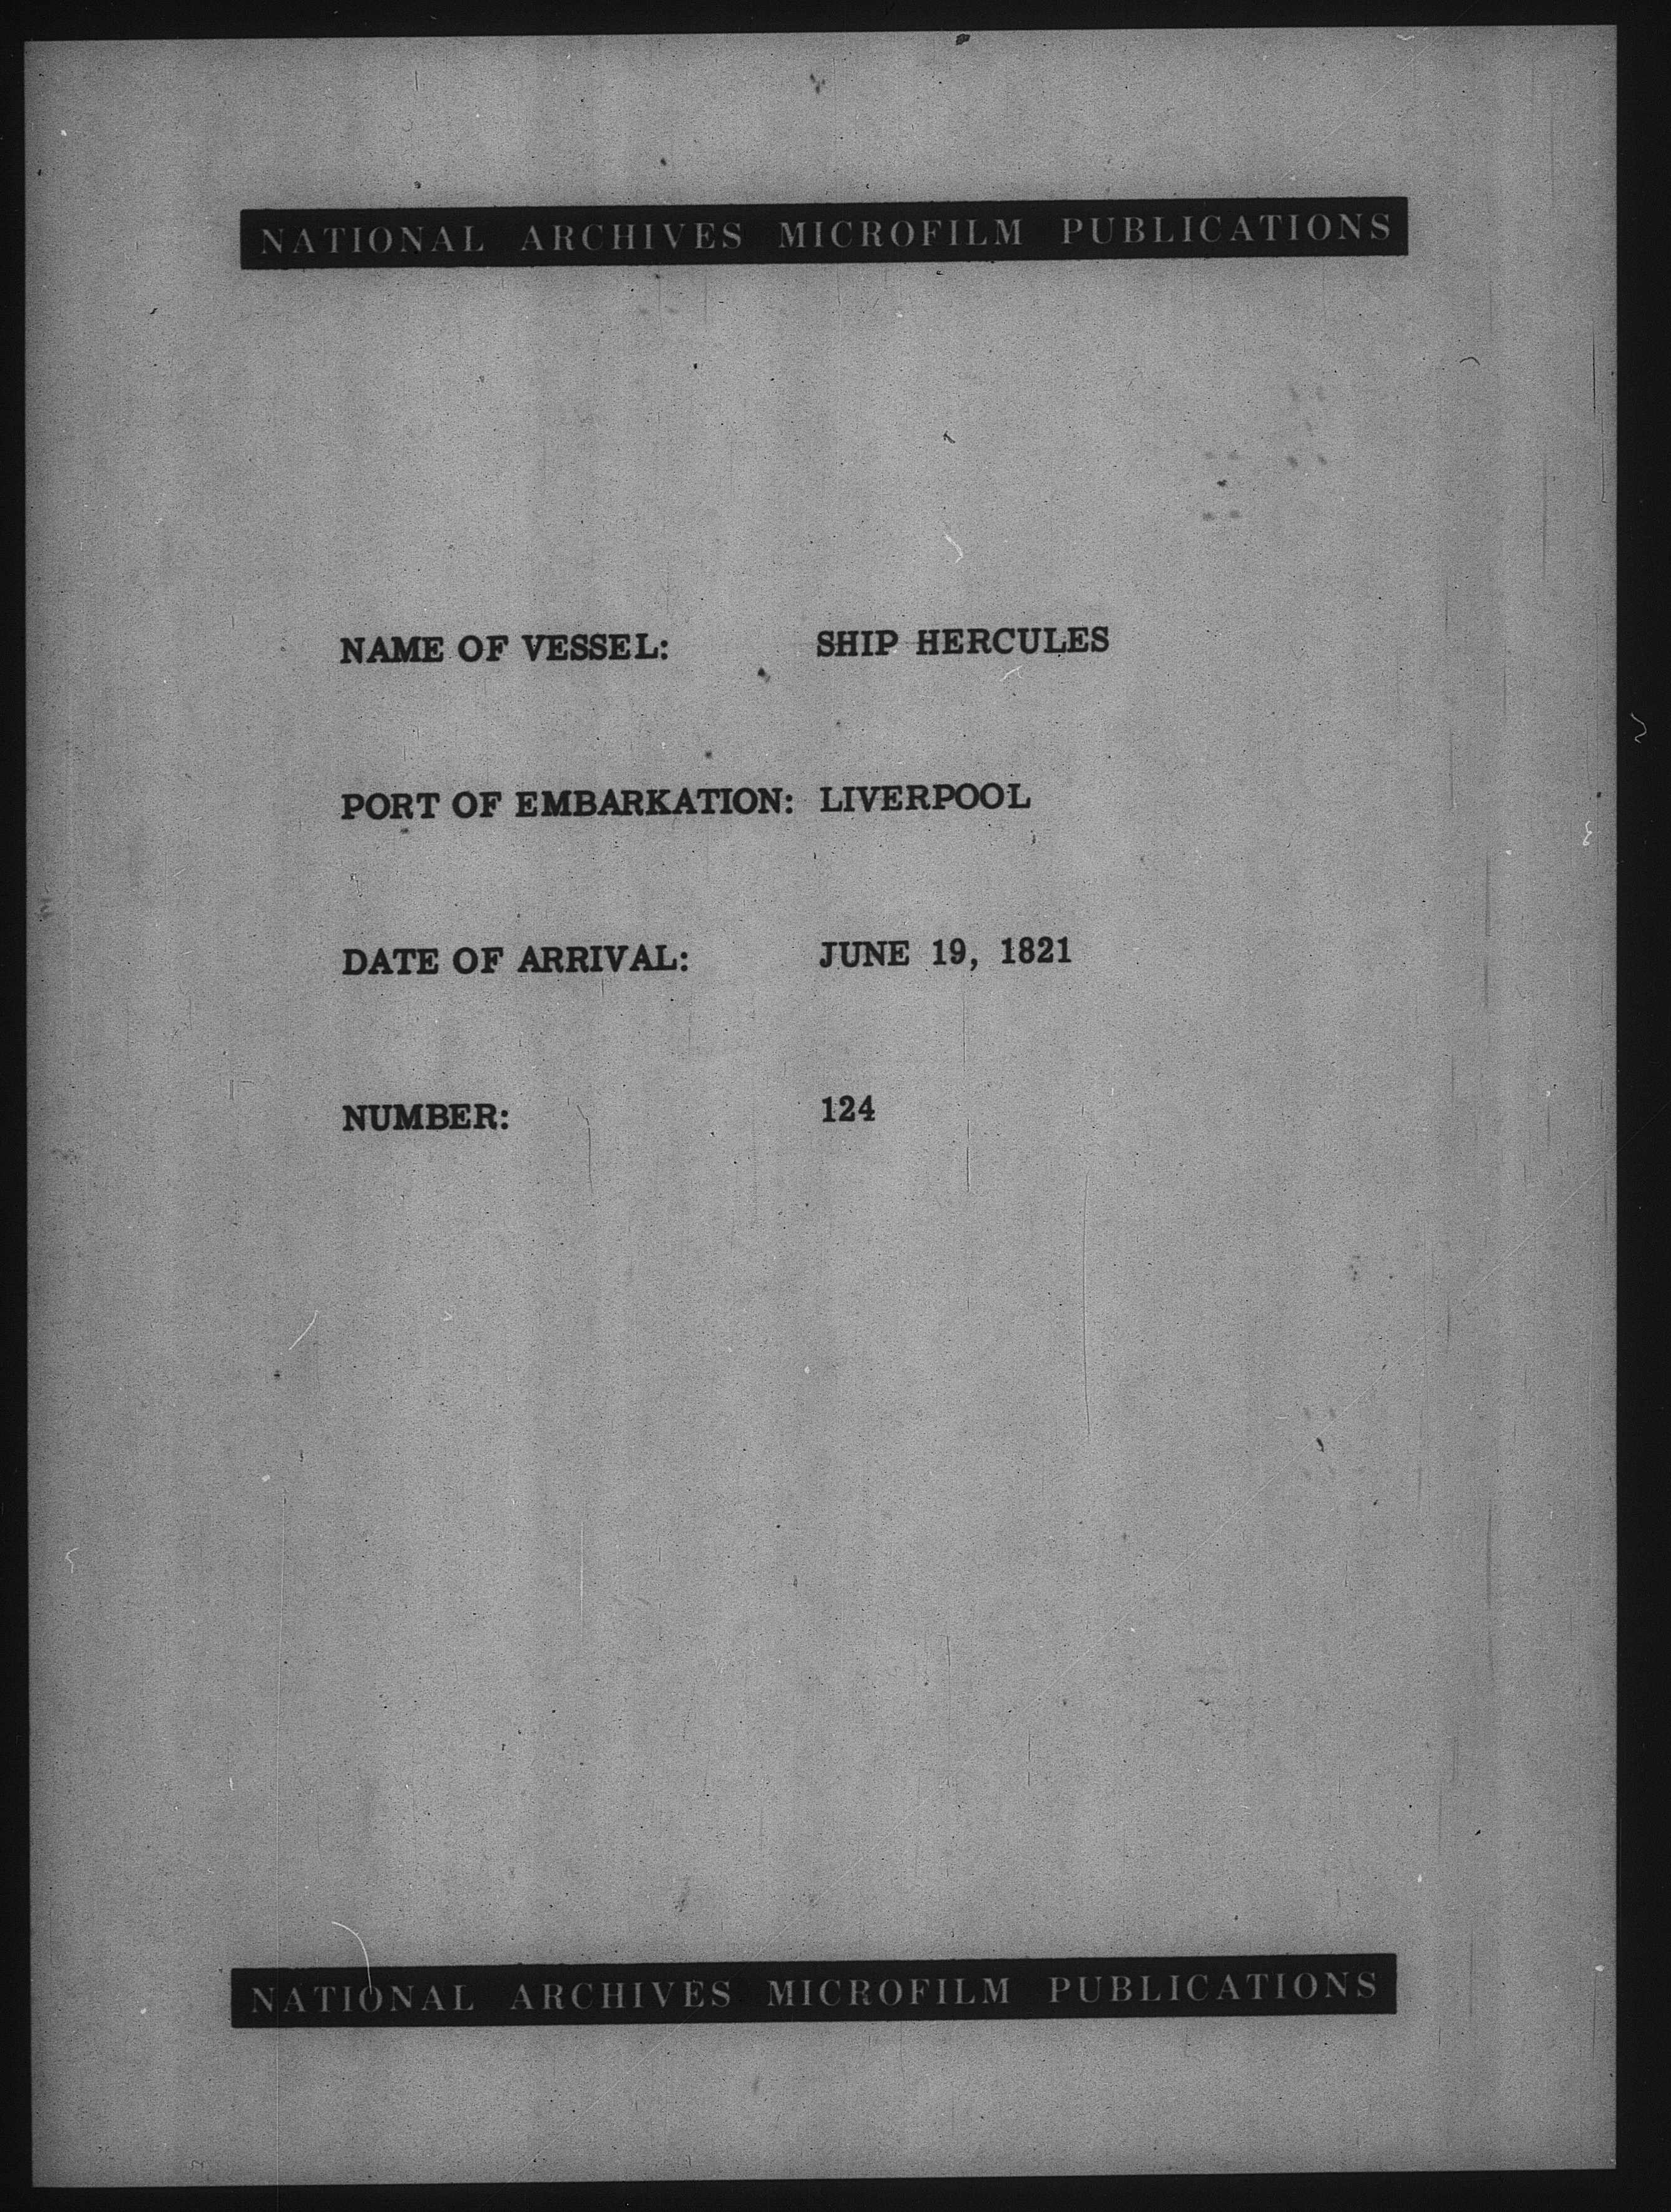 NATIONAL ARCHIVES MICROFILM PUBLICATIONS
NAME OF VESSEL: SHIP HERCULES
PORT OF EMBARKATION: LIVERPOOL
DATE OF ARRIVAL: JUNE 19, 1821
NUMBER: 124
NATIONAL ARCHIVES MICROFILM PUBLICATIONS